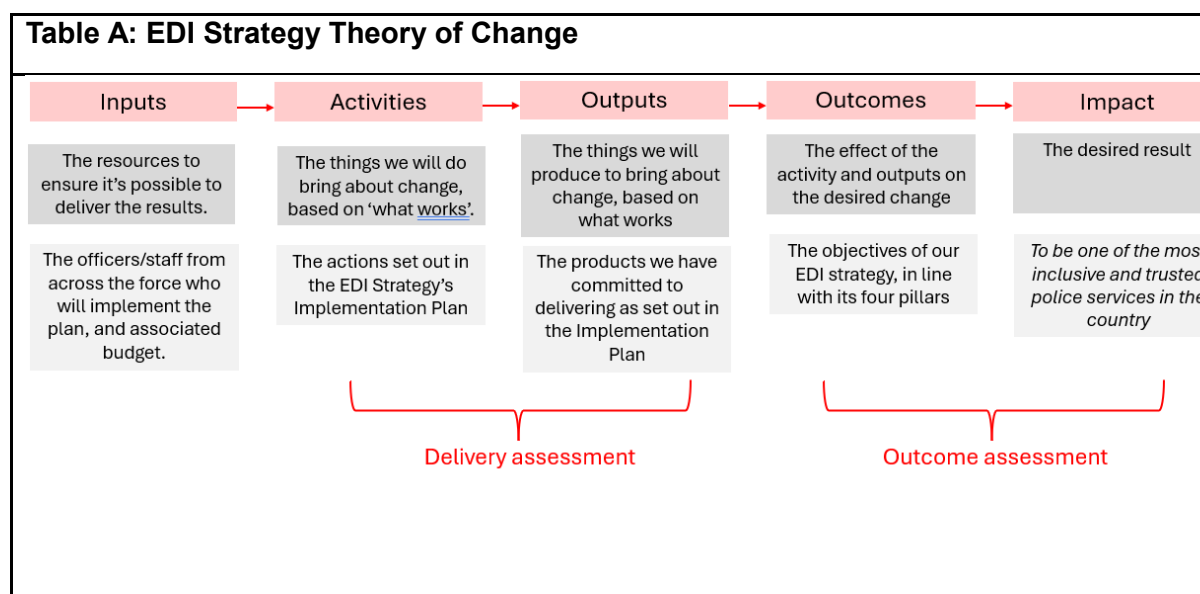 Table A: EDI Strategy Theory of Change
Inputs
Activities
Outputs
Outcomes
Impact
The resources to
ensure it's possible to
deliver the results.
The things we will do
bring about change,
based on ‘what works’.
The things we will
produce to bring about
change, based on
what works
The effect of the
activity and outputs on
the desired change
The desired result
The officers/staff from
across the force who
will implement the
plan, and associated
budget.
The actions set out in
the EDI Strategy's
Implementation Plan
The products we have
committed to
delivering as set out in
the Implementation
Plan
The objectives of our
EDI strategy, in line
with its four pillars
To be one of the mos
inclusive and trusted
police services in the
country
Delivery assessment
Outcome assessment